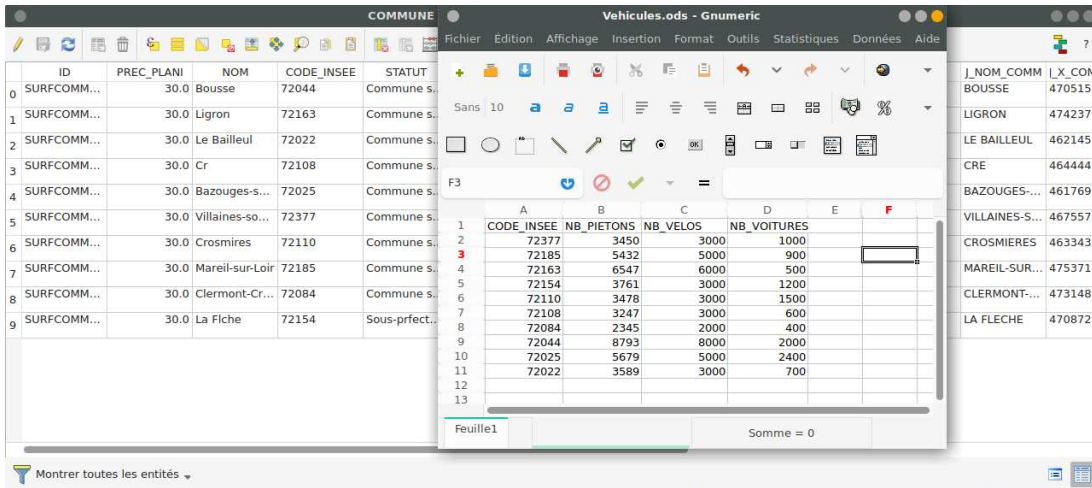 COMMUNE
Vehicules.ods - Gnumeric
Fichier Édition Affichage Insertion Format Outils Statistiques Données Aide
Sans 10
F3
ID PREC_PLANI NOM CODE_INSEE STATUT
0 SURFCOMM... 30.0 Bousse 72044 Commune s..
1 SURFCOMM... 30.0 Ligron 72163 Commune s..
2 SURFCOMM... 30.0 Le Bailleul 72022 Commune s..
3 SURFCOMM... 30.0 Cr 72108 Commune s..
4 SURFCOMM... 30.0 Bazouges-s... 72025 Commune s..
5 SURFCOMM... 30.0 Villaines-so... 72377 Commune s..
6 SURFCOMM... 30.0 Crosmires 72110 Commune s..
7 SURFCOMM... 30.0 Mareil-sur-Loir 72185 Commune s..
8 SURFCOMM... 30.0 Clermont-Cr... 72084 Commune s..
9 SURFCOMM... 30.0 La Flche 72154 Sous-prfect..
A B C D E F
1 CODE_INSEE NB_PIETONS NB_VELOS NB_VOITURES
2 72377 3450 3000 1000
3 72185 5432 5000 900
4 72163 6547 6000 500
5 72154 3761 3000 1200
6 72110 3478 3000 1500
7 72108 3247 3000 600
8 72084 2345 2000 400
9 72044 8793 8000 2000
10 72025 5679 5000 2400
11 72022 3589 3000 700
12
13
Feuille1
Somme = 0
J_NOM_COMM
BOUSSE 470515
LIGRON 474237
LE BAILLEUL 462145
CRE 464444
BAZOUGES-... 461769
VILLAINES-S... 467557
CROSMIERES 463343
MAREIL-SUR... 475371
CLERMONT-... 473148
LA FLECHE 470872
Montrer toutes les entités